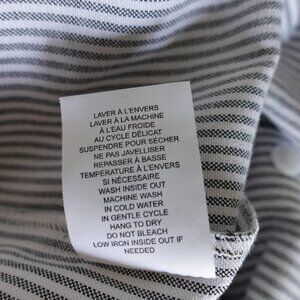 LAVER À L'ENVERS
LAVER À LA MACHINE
À L'EAU FROIDE
AU CYCLE DÉLICAT
SUSPENDRE POUR SÉCHER
NE PAS JAVELLISER
REPASSER À BASSE
TEMPÉRATURE À L'ENVERS
SI NÉCESSAIRE
WASH INSIDE OUT
MACHINE WASH
IN COLD WATER
IN GENTLE CYCLE
HANG TO DRY
DO NOT BLEACH
LOW IRON INSIDE OUT IF
NEEDED